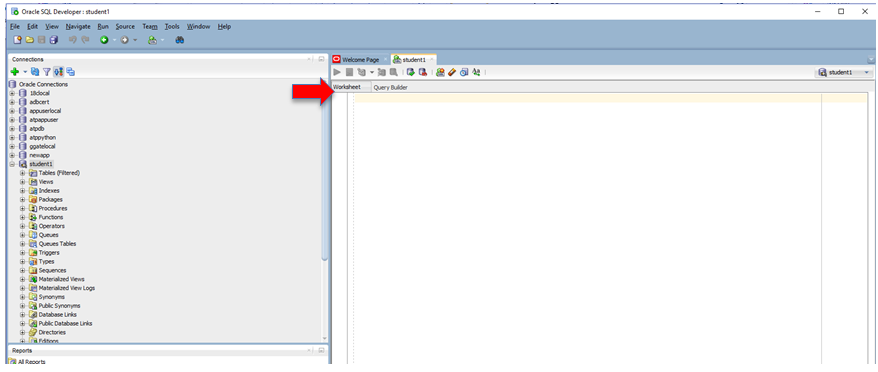 Oracle SQL Developer : student1
File Edit View Navigate Run Source Team Tools Window Help
Connections
Oracle Connections
18clocal
adbcert
appuserlocal
atpappuser
atpdb
atppython
ggatelocal
newapp
student1
Tables (Filtered)
Views
Indexes
Packages
Procedures
Functions
Operators
Queues
Queues Tables
Triggers
Types
Sequences
Materialized Views
Materialized View Logs
Synonyms
Public Synonyms
Database Links
Public Database Links
Directories
Editions
Reports
All Reports
Welcome Page student1
student1
Worksheet Query Builder